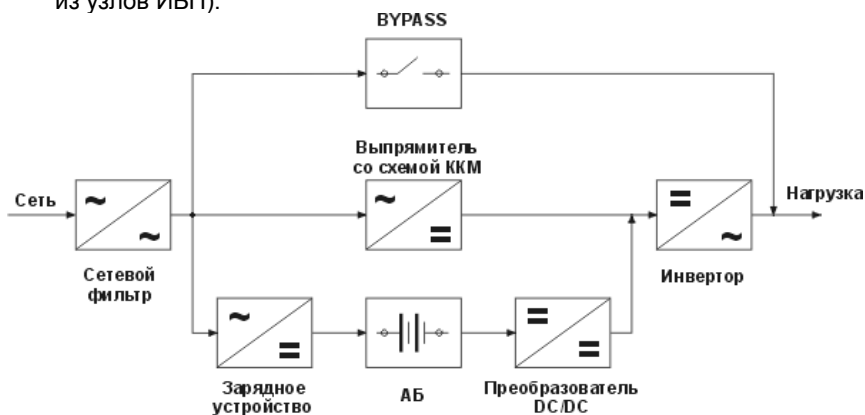 из узлов ИБП).
BYPASS
Выпрямитель
со схемой ККМ
Сеть
Нагрузка
Сетевой
фильтр
Инвертор
Зарядное
устройство
АБ
Преобразователь
DC/DC